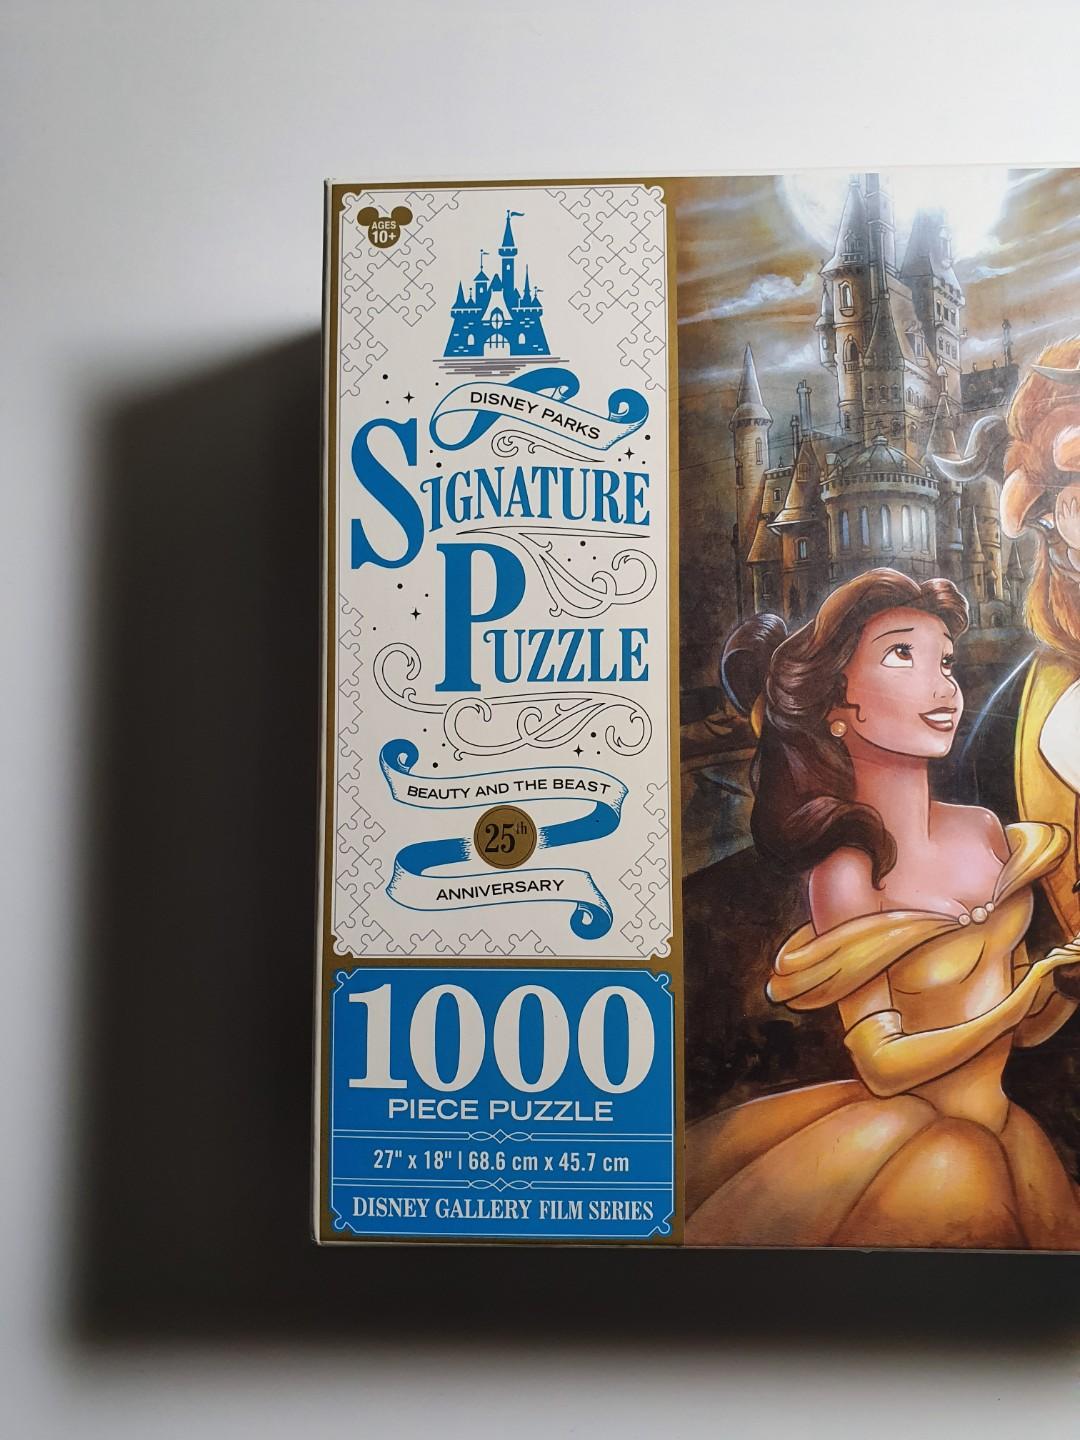 AGES
10+
DISNEY PARKS
SIGNATURE
PUZZLE
BEAUTY AND THE BEAST
25th
ANNIVERSARY
1000
PIECE PUZZLE
27" x 18" | 68.6 cm x 45.7 cm
DISNEY GALLERY FILM SERIES